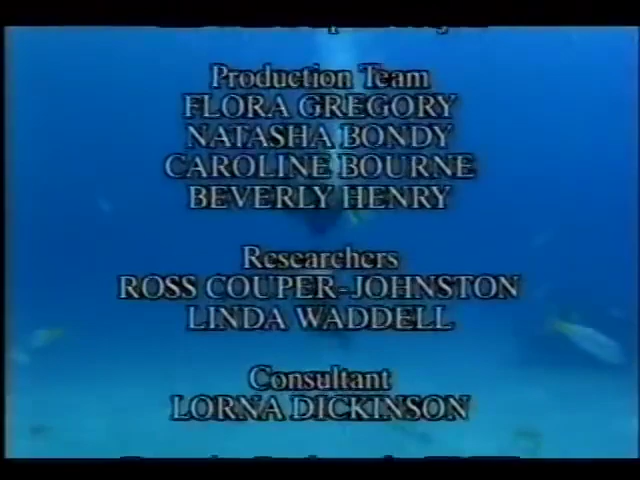 Production Team
FLORA GREGORY
NATASHA BONDY
CAROLINE BOURNE
BEVERLY HENRY
Researchers
ROSS COUPER-JOHNSTON
LINDA WADDELL
Consultant
LORNA DICKINSON